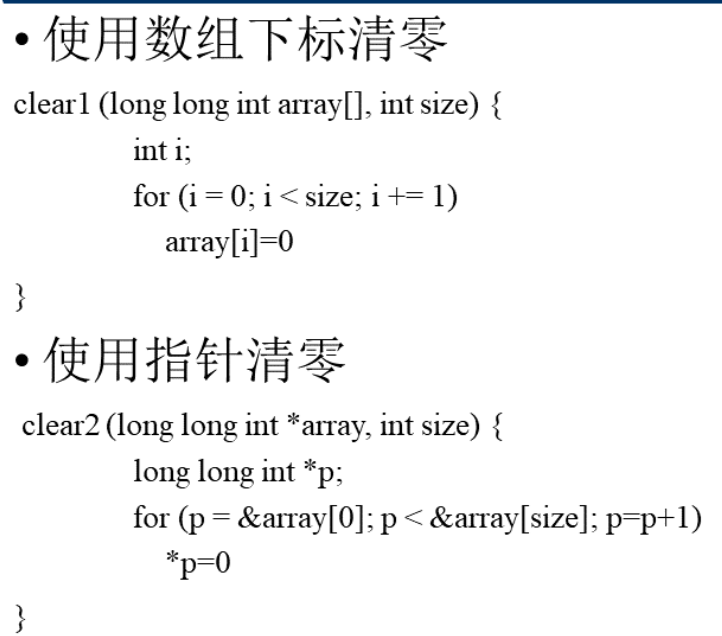 • 使用数组下标清零
clear1 (long long int array[], int size) {
int i;
for (i = 0; i < size; i += 1)
array[i]=0
}
• 使用指针清零
clear2 (long long int *array, int size) {
long long int *p;
for (p = &array[0]; p < &array[size]; p=p+1)
*p=0
}